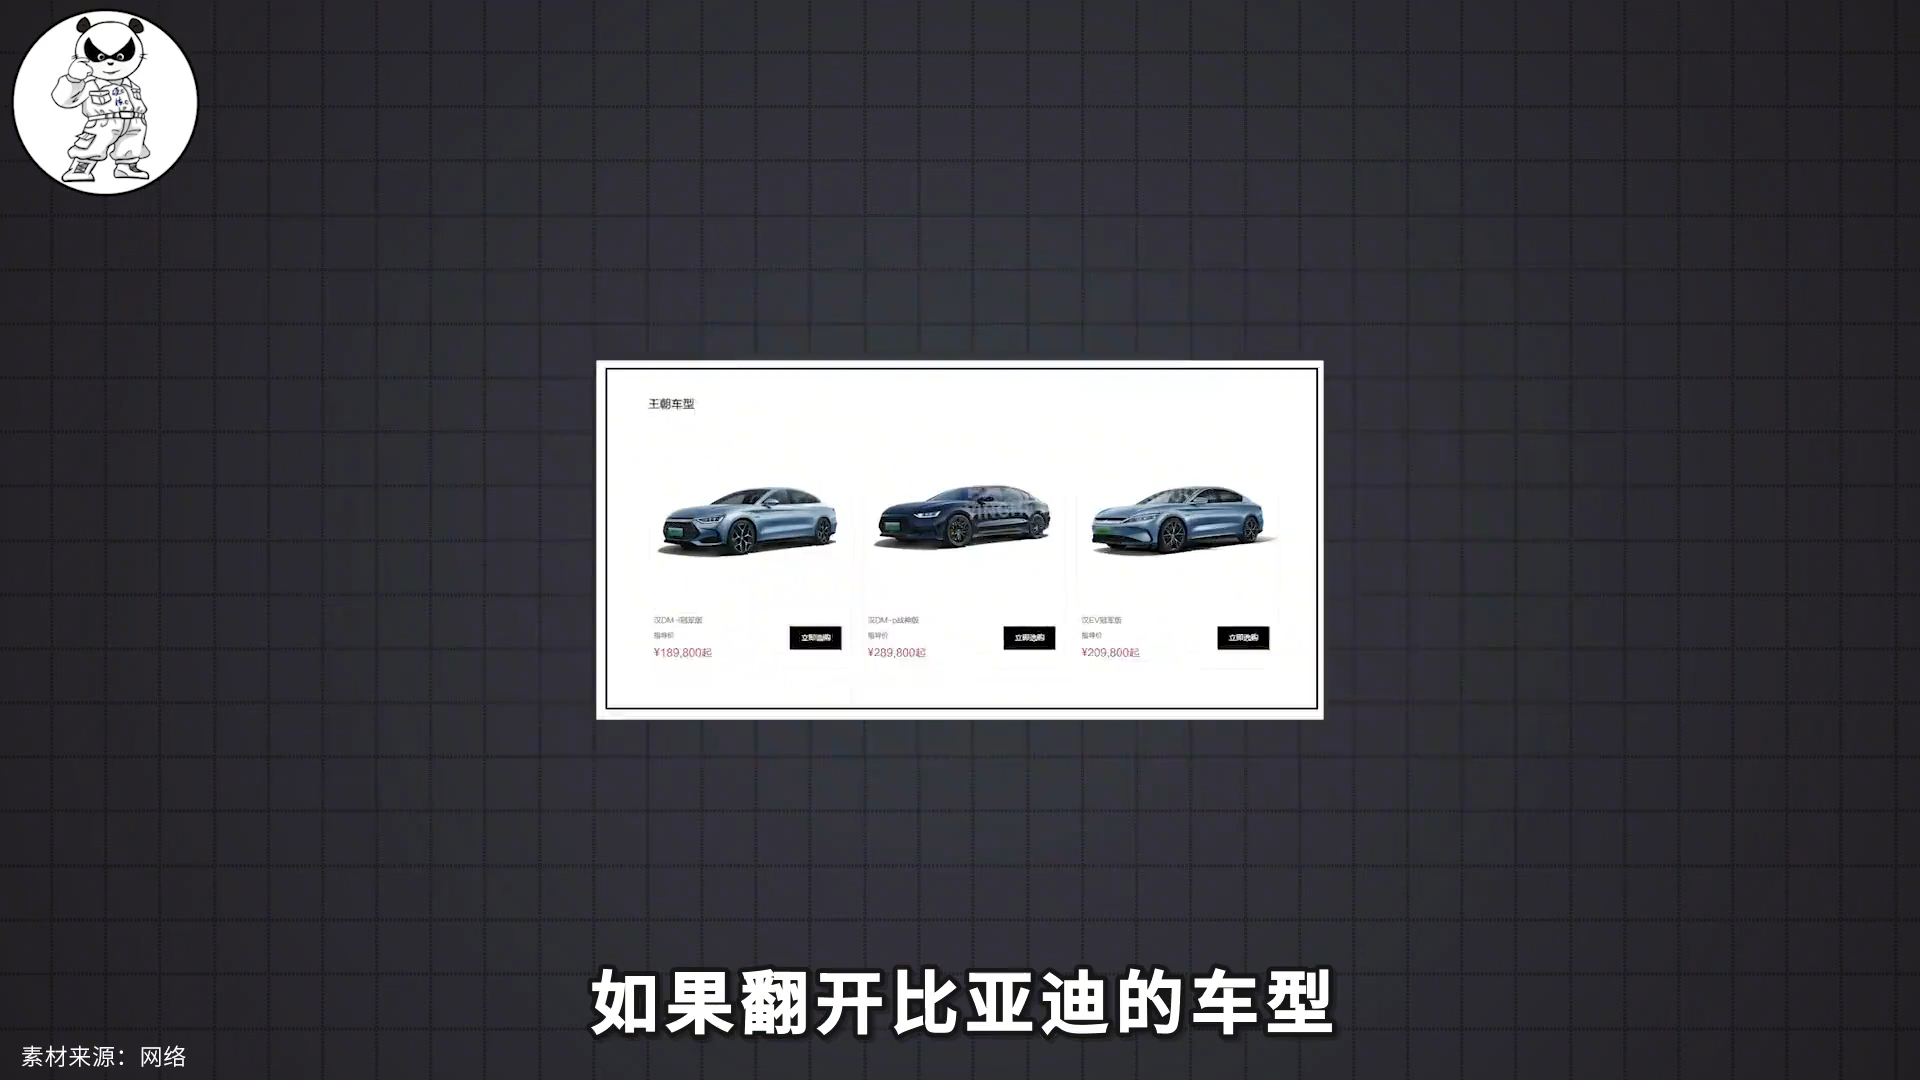 王朝车型
汉DM-i冠军版
指导价
¥189,800起
立即选购
汉DM-p战神版
指导价
¥289,800起
立即选购
汉EV冠军版
指导价
¥209,800起
立即选购
如果翻开比亚迪的车型
素材来源：网络